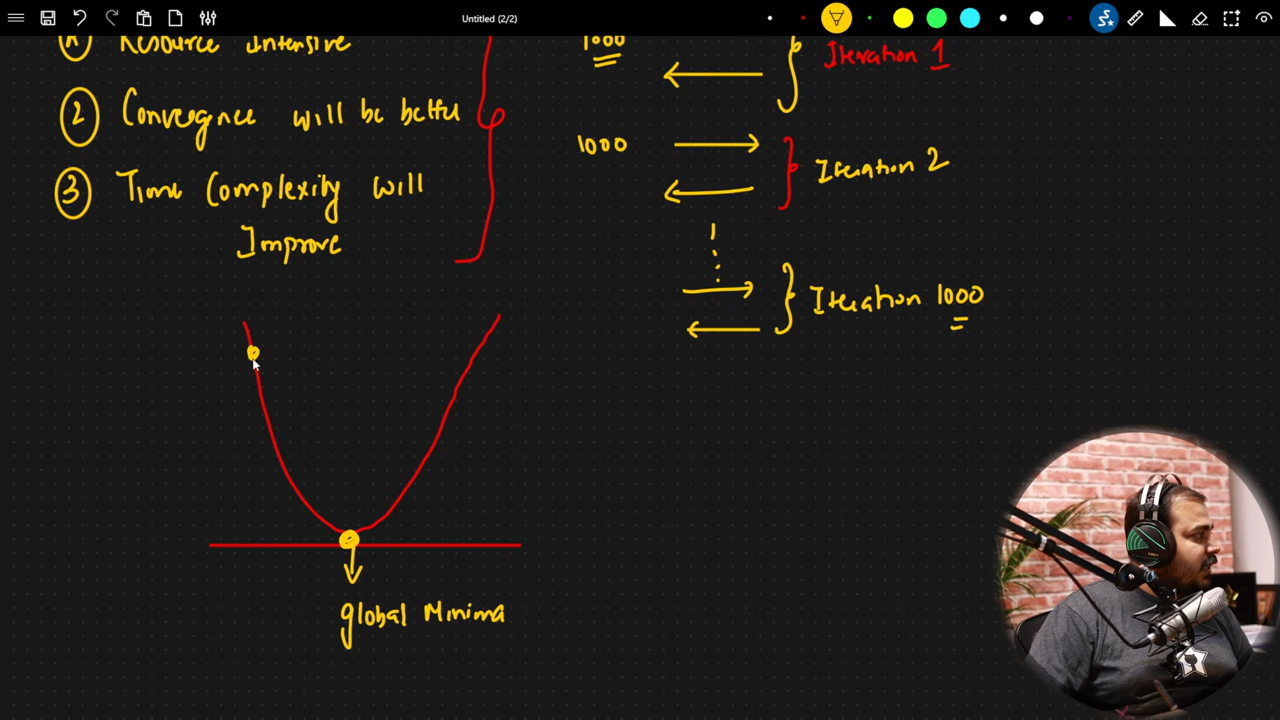 Untitled (2/2)
Resource Intensive
2 Convergnce will be better
3 Time Complexity will
Improve
1000
Iteration 1
1000
Iteration 2
Iteration 1000
global Minima